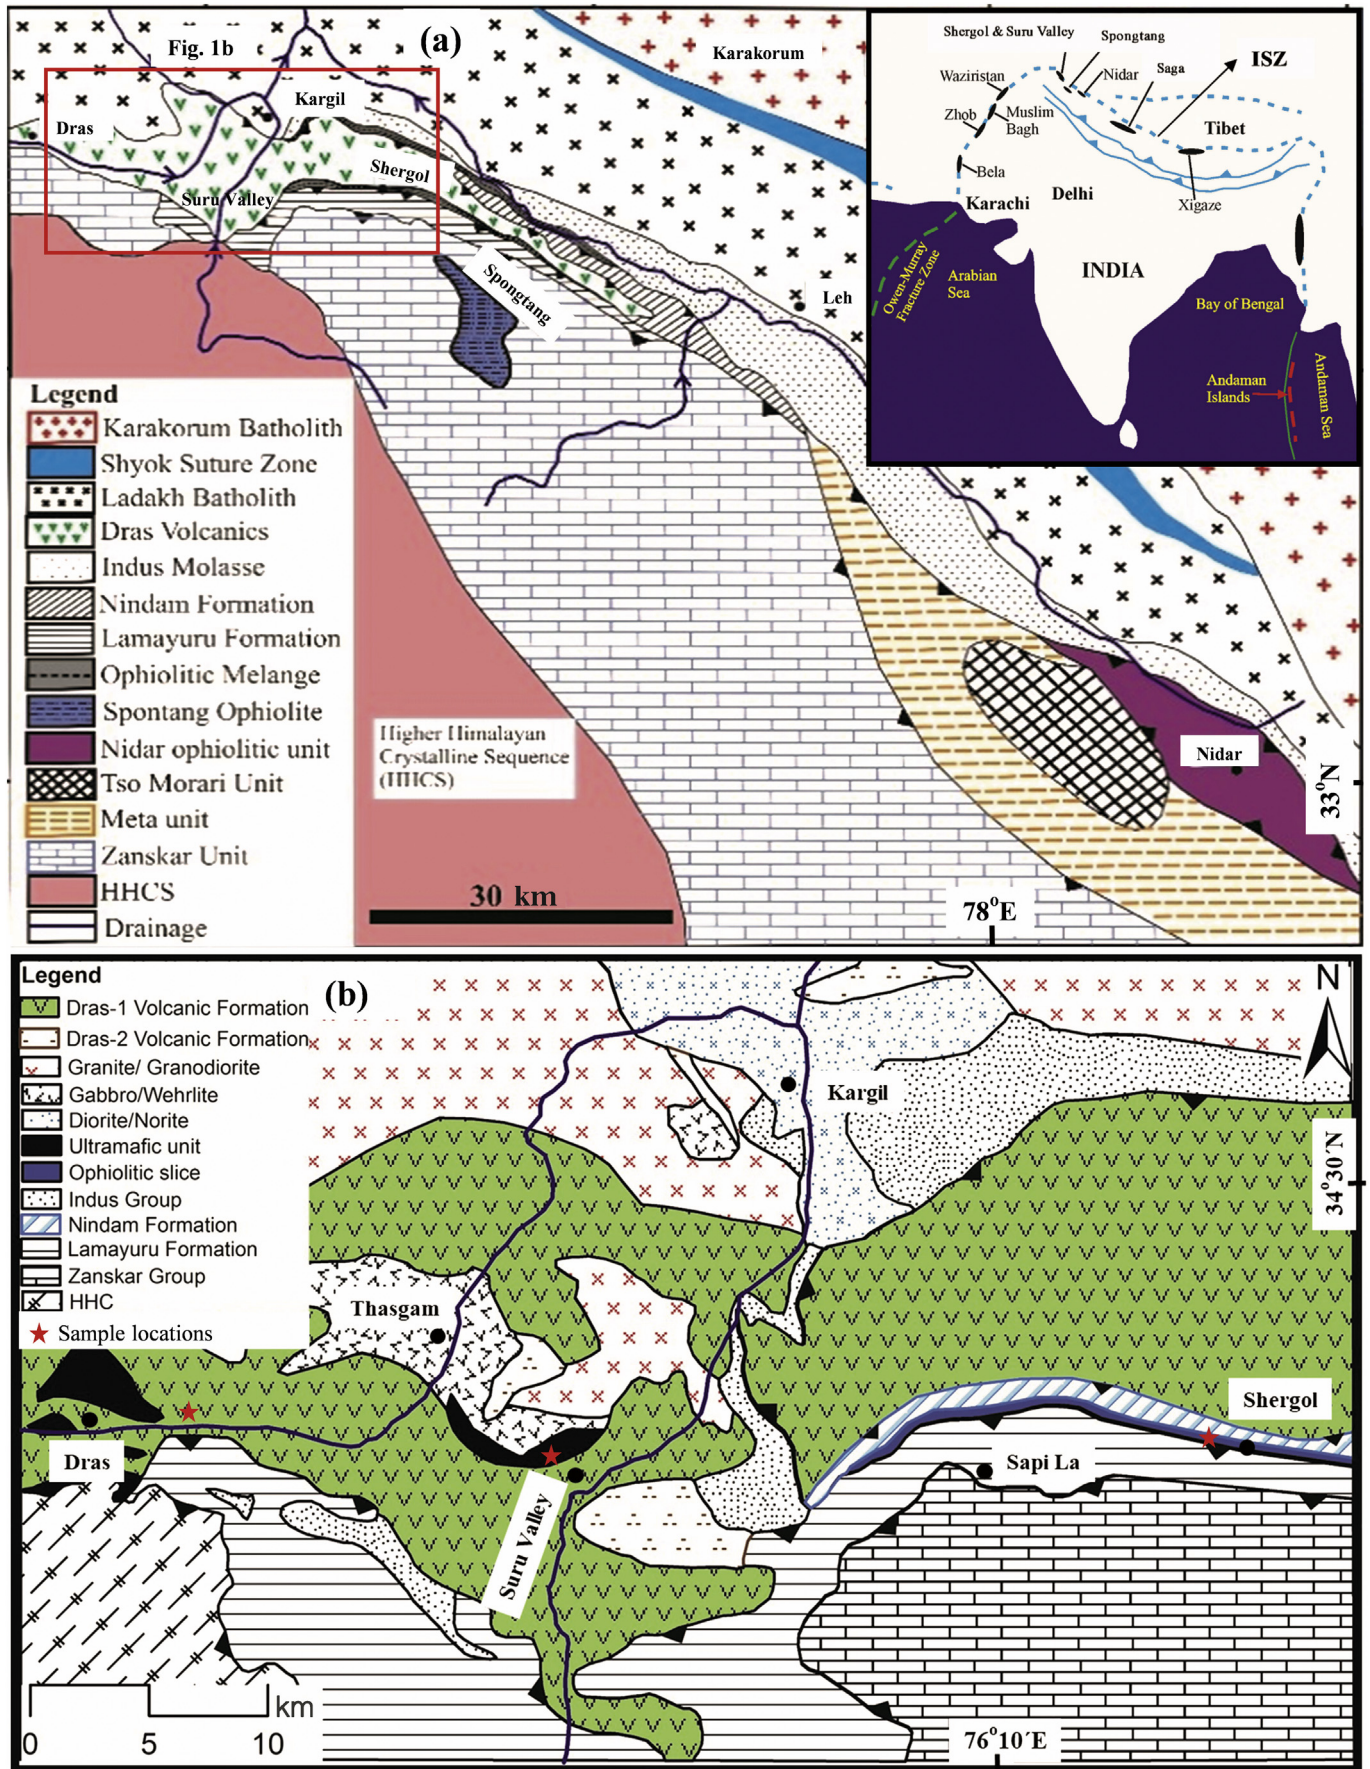 (a)
Fig. 1b
Karakorum
Kargil
Dras
Shergol
Suru Valley
Spongtang
Leh
Shergol & Suru Valley
Spongtang
Waziristan
Nidar
Saga
ISZ
Zhob
Muslim
Bagh
Tibet
Bela
Delhi
Karachi
Xigaze
Owen-Murray
Fracture Zone
Arabian
Sea
INDIA
Bay of Bengal
Andaman
Islands
Andaman Sea
Legend
Karakorum Batholith
Shyok Suture Zone
Ladakh Batholith
Dras Volcanics
Indus Molasse
Nindam Formation
Lamayuru Formation
Ophiolitic Melange
Spontang Ophiolite
Nidar ophiolitic unit
Tso Morari Unit
Meta unit
Zanskar Unit
HHCS
Drainage
Higher Himalayan
Crystalline Sequence
(HHCS)
30 km
Nidar
33°N
78°E
Legend
Dras-1 Volcanic Formation
Dras-2 Volcanic Formation
Granite/ Granodiorite
Gabbro/Wehrlite
Diorite/Norite
Ultramafic unit
Ophiolitic slice
Indus Group
Nindam Formation
Lamayuru Formation
Zanskar Group
HHC
Sample locations
(b)
N
Kargil
34°30´N
Thasgam
Shergol
Dras
Sapi La
Suru Valley
km
0 5 10
76°10´E